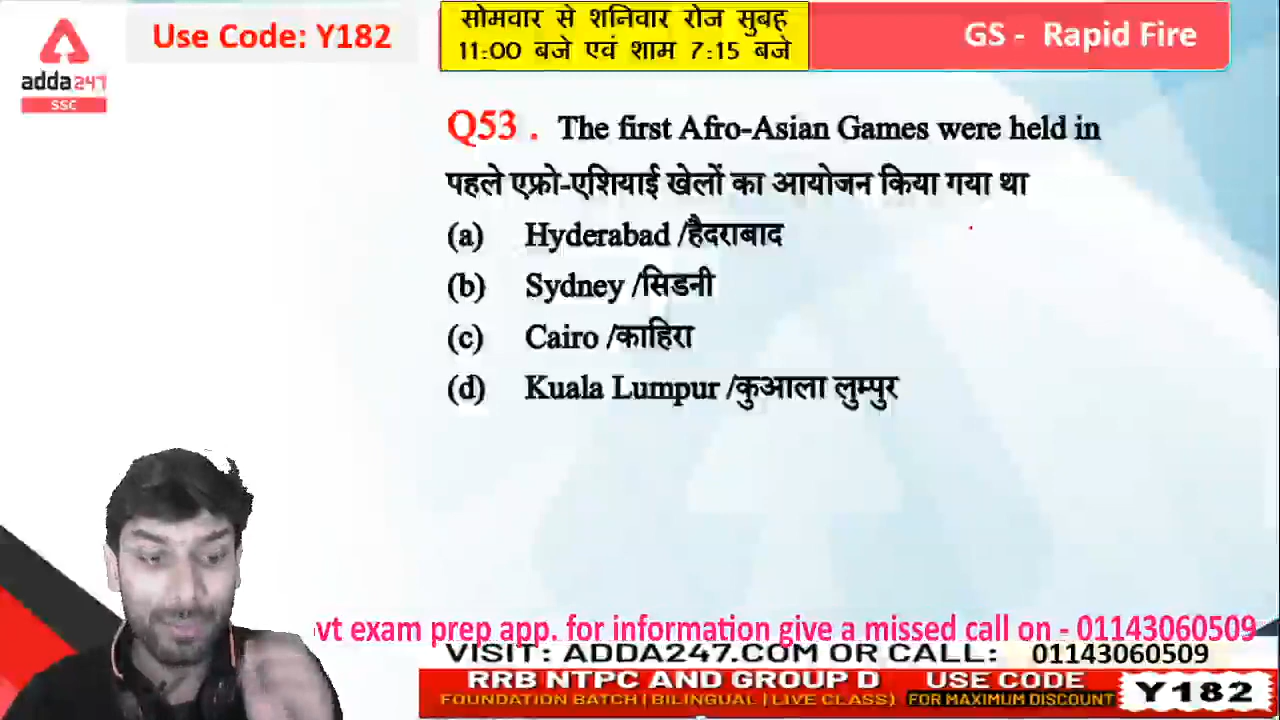 Use Code: Y182
सोमवार से शनिवार रोज सुबह
11:00 बजे एवं शाम 7:15 बजे
GS - Rapid Fire
adda247
SSC
Q53 . The first Afro-Asian Games were held in
पहले एफ्रो-एशियाई खेलों का आयोजन किया गया था
(a) Hyderabad /हैदराबाद
(b) Sydney /सिडनी
(c) Cairo /काहिरा
(d) Kuala Lumpur /कुआला लुम्पुर
vt exam prep app. for information give a missed call on - 01143060509
VISIT: ADDA247.COM OR CALL: 01143060509
RRB NTPC AND GROUP D USE CODE
FOUNDATION BATCH | BILINGUAL | LIVE CLASS) FOR MAXIMUM DISCOUNT Y182